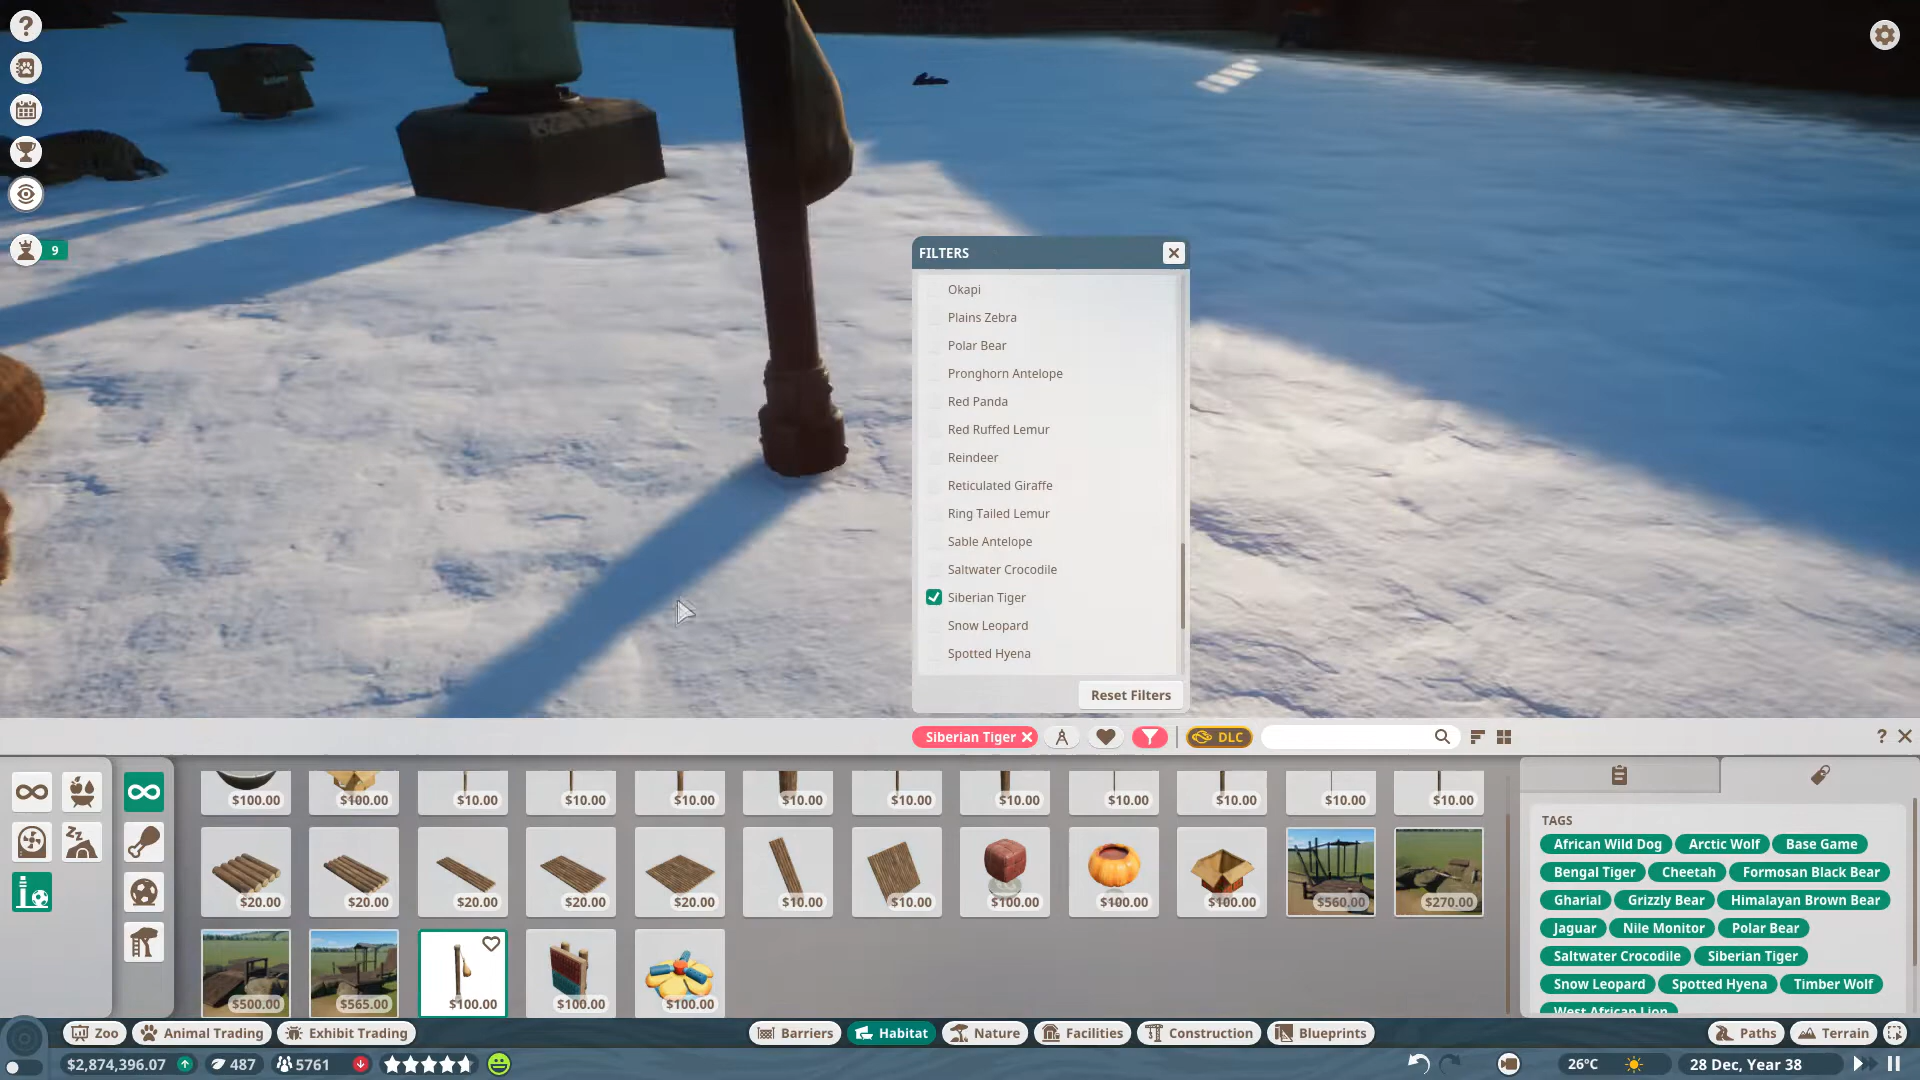 9
FILTERS
Okapi
Plains Zebra
Polar Bear
Pronghorn Antelope
Red Panda
Red Ruffed Lemur
Reindeer
Reticulated Giraffe
Ring Tailed Lemur
Sable Antelope
Saltwater Crocodile
Siberian Tiger
Snow Leopard
Spotted Hyena
Reset Filters
Siberian Tiger
DLC
?
$100.00 $100.00 $10.00 $10.00 $10.00 $10.00 $10.00 $10.00 $10.00 $10.00 $10.00 $10.00
$20.00 $20.00 $20.00 $20.00 $20.00 $10.00 $10.00 $100.00 $100.00 $100.00 $560.00 $270.00
$500.00 $565.00 $100.00 $100.00 $100.00
TAGS
African Wild Dog Arctic Wolf Base Game
Bengal Tiger Cheetah Formosan Black Bear
Gharial Grizzly Bear Himalayan Brown Bear
Jaguar Nile Monitor Polar Bear
Saltwater Crocodile Siberian Tiger
Snow Leopard Spotted Hyena Timber Wolf
West African Lion
Zoo Animal Trading Exhibit Trading Barriers Habitat Nature Facilities Construction Blueprints Paths Terrain
$2,874,396.07 487 5761 26°C 28 Dec, Year 38